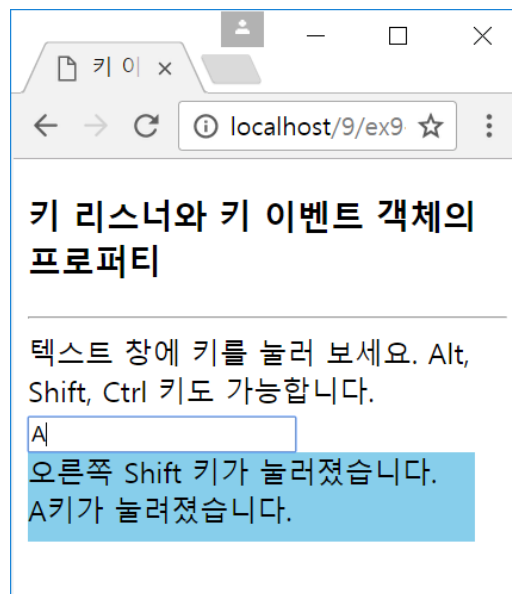 키 이
localhost/9/ex9
키 리스너와 키 이벤트 객체의
프로퍼티
텍스트 창에 키를 눌러 보세요. Alt,
Shift, Ctrl 키도 가능합니다.
A
오른쪽 Shift 키가 눌러졌습니다.
A키가 눌려졌습니다.